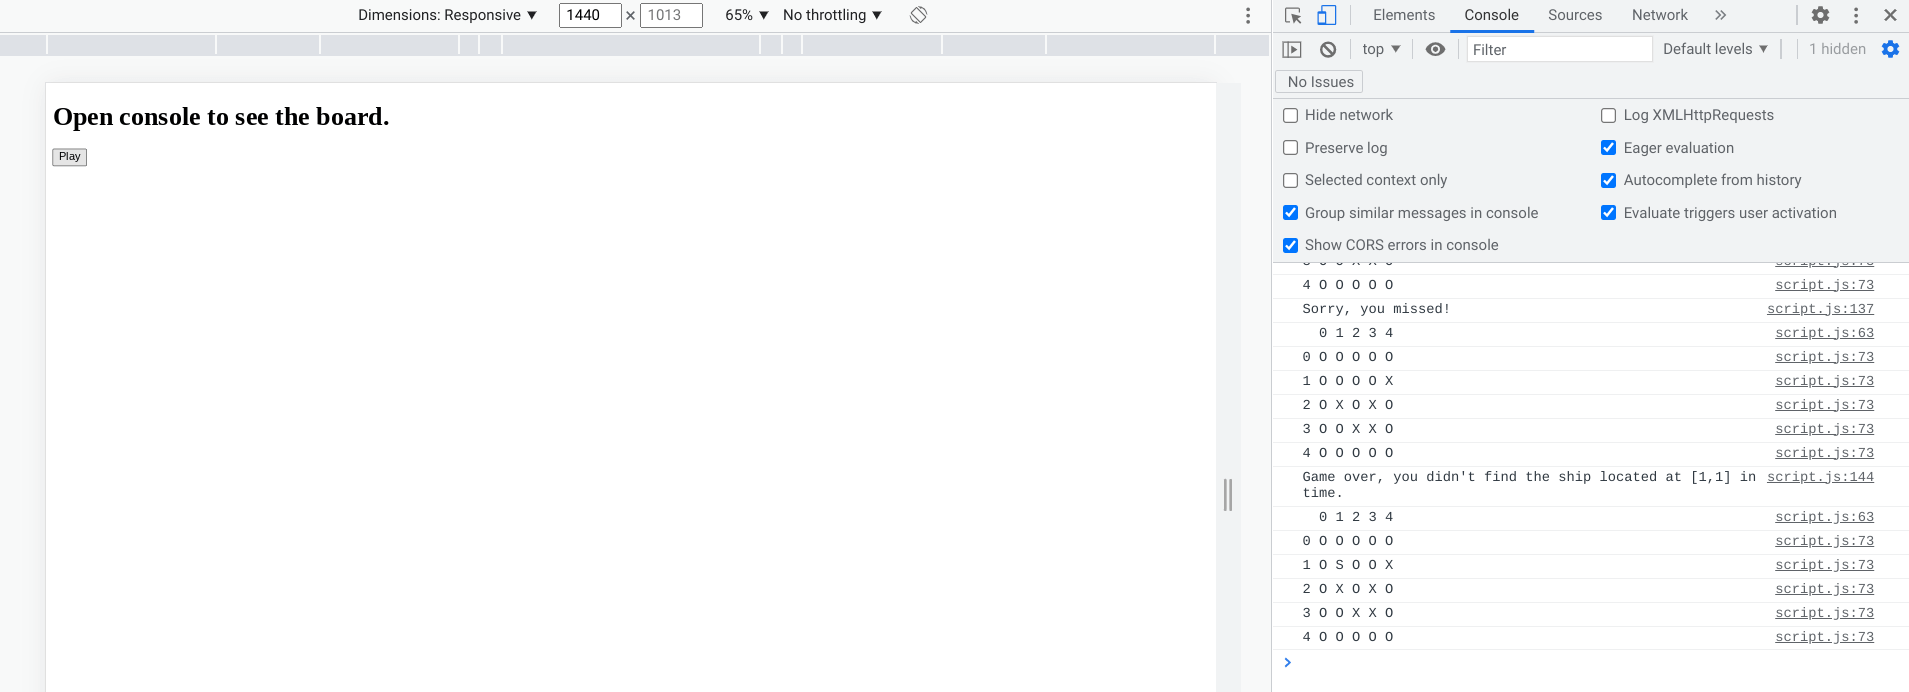 Dimensions: Responsive ▼ 1440 × 1013 65% ▼ No throttling ▼
Elements Console Sources Network »
top ▼ Filter Default levels ▼ 1 hidden
No Issues
Open console to see the board.
Play
Hide network Log XMLHttpRequests
Preserve log Eager evaluation
Selected context only Autocomplete from history
Group similar messages in console Evaluate triggers user activation
Show CORS errors in console
4 O O O O O script.js:73
Sorry, you missed! script.js:137
0 1 2 3 4 script.js:63
0 O O O O O script.js:73
1 O O O O X script.js:73
2 O X O X O script.js:73
3 O O X X O script.js:73
4 O O O O O script.js:73
Game over, you didn't find the ship located at [1,1] in script.js:144
time.
0 1 2 3 4 script.js:63
0 O O O O O script.js:73
1 O S O O X script.js:73
2 O X O X O script.js:73
3 O O X X O script.js:73
4 O O O O O script.js:73